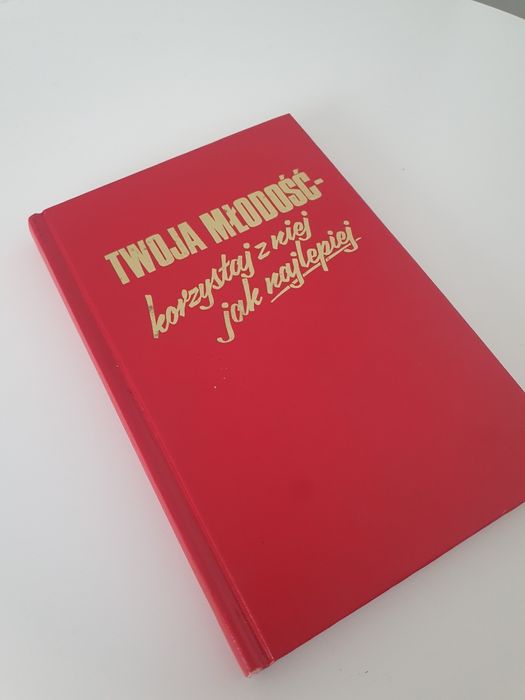 TWOJA MŁODOŚĆ-
korzystaj z niej
jak najlepiej